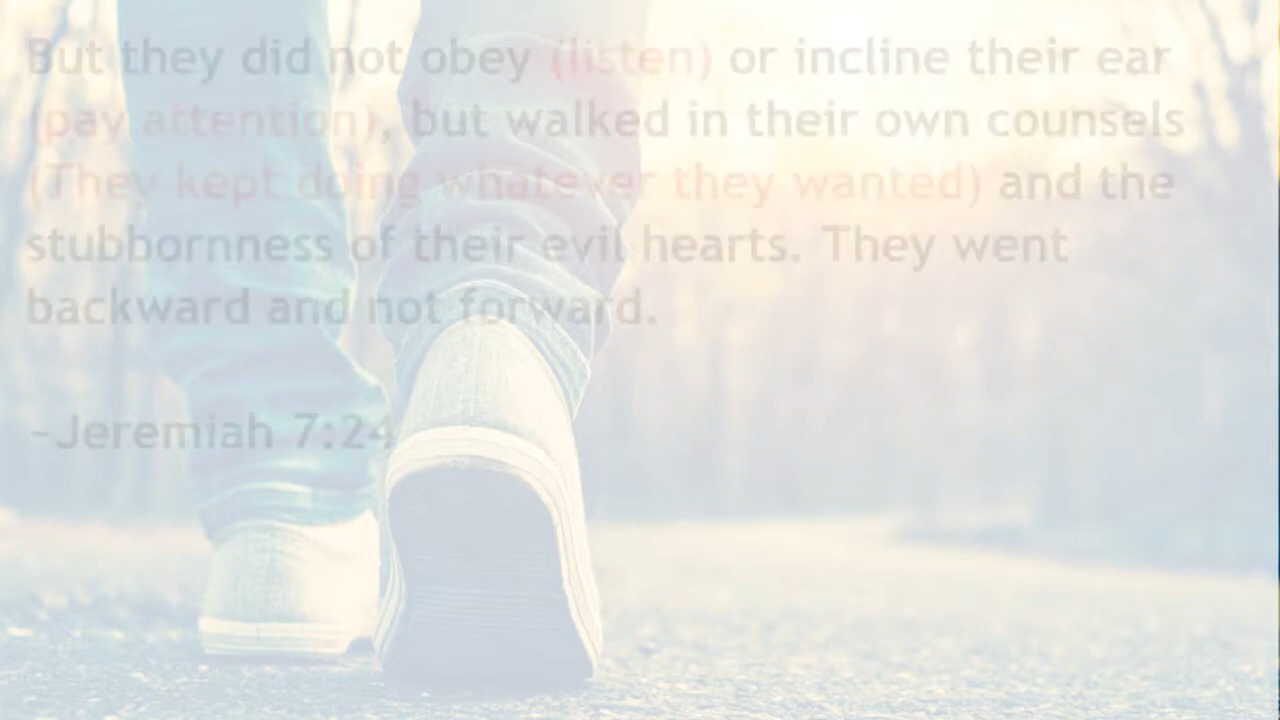 But they did not obey (listen) or incline their ear
(pay attention), but walked in their own counsels
(They kept doing whatever they wanted) and the
stubbornness of their evil hearts. They went
backward and not forward.
-Jeremiah 7:24